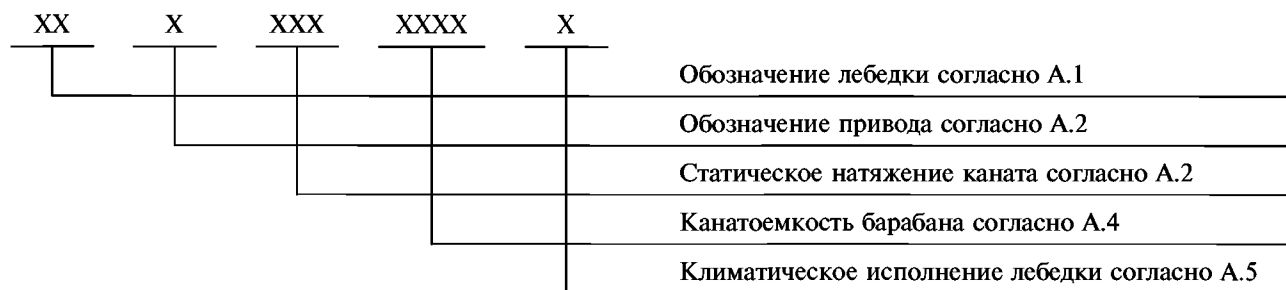 XX X XXX XXXX X
Обозначение лебедки согласно А.1
Обозначение привода согласно А.2
Статическое натяжение каната согласно А.2
Канатоемкость барабана согласно А.4
Климатическое исполнение лебедки согласно А.5